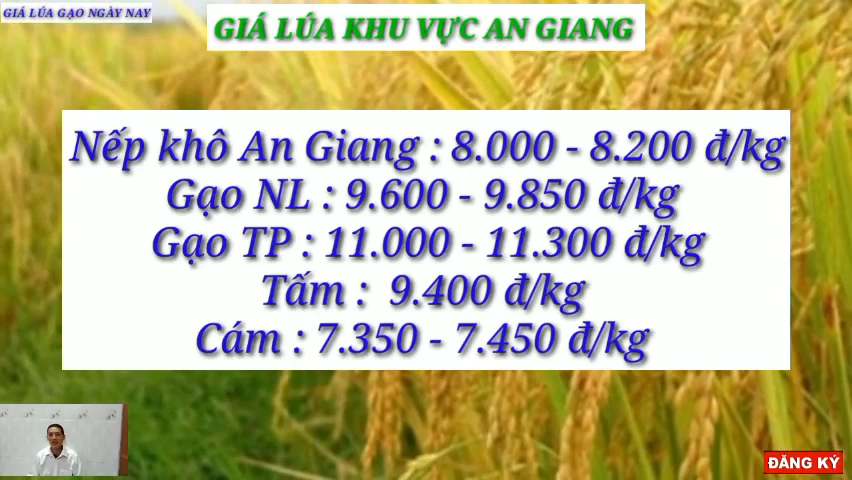 GIÁ LÚA GẠO NGÀY NAY
GIÁ LÚA KHU VỰC AN GIANG
Nếp khô An Giang : 8.000 - 8.200 đ/kg
Gạo NL : 9.600 - 9.850 đ/kg
Gạo TP : 11.000 - 11.300 đ/kg
Tấm : 9.400 đ/kg
Cám : 7.350 - 7.450 đ/kg
ĐĂNG KÝ